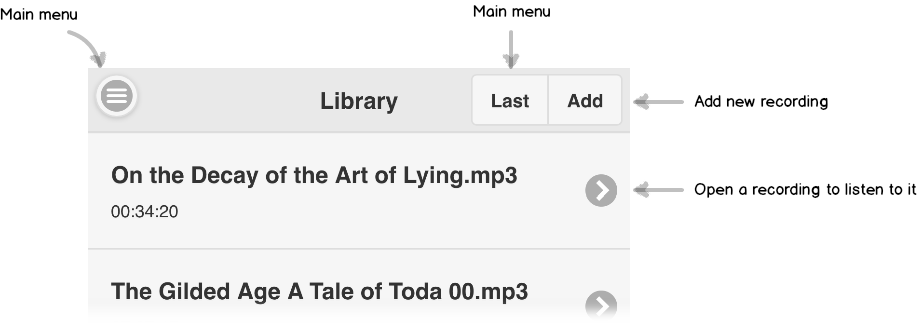 Main menu
Main menu
Library
Last
Add
Add new recording
On the Decay of the Art of Lying.mp3
00:34:20
Open a recording to listen to it
The Gilded Age A Tale of Toda 00.mp3